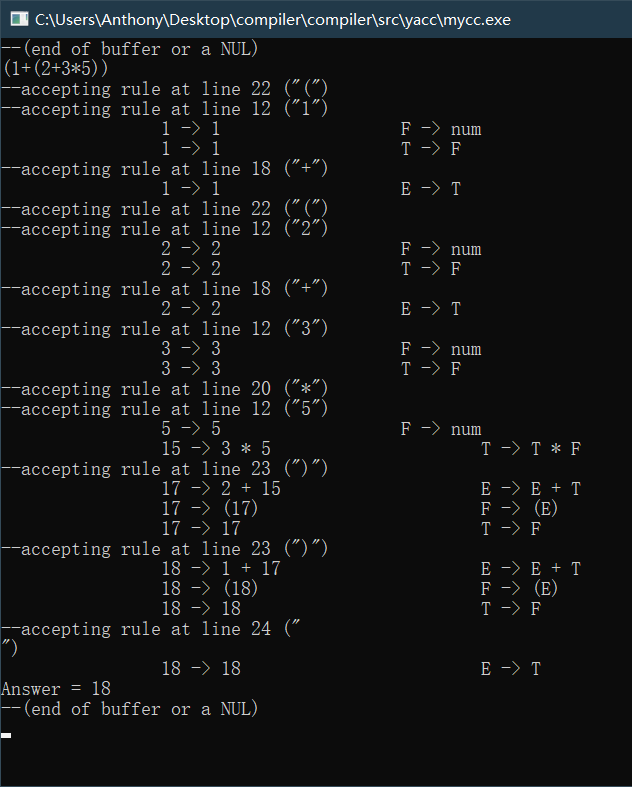 C:\Users\Anthony\Desktop\compiler\compiler\src\yacc\mycc.exe
--(end of buffer or a NUL)
(1+(2+3*5))
--accepting rule at line 22 ("(")
--accepting rule at line 12 ("1")
1 -> 1 F -> num
1 -> 1 T -> F
--accepting rule at line 18 ("+")
1 -> 1 E -> T
--accepting rule at line 22 ("(")
--accepting rule at line 12 ("2")
2 -> 2 F -> num
2 -> 2 T -> F
--accepting rule at line 18 ("+")
2 -> 2 E -> T
--accepting rule at line 12 ("3")
3 -> 3 F -> num
3 -> 3 T -> F
--accepting rule at line 20 ("*")
--accepting rule at line 12 ("5")
5 -> 5 F -> num
15 -> 3 * 5 T -> T * F
--accepting rule at line 23 (")")
17 -> 2 + 15 E -> E + T
17 -> (17) F -> (E)
17 -> 17 T -> F
--accepting rule at line 23 (")")
18 -> 1 + 17 E -> E + T
18 -> (18) F -> (E)
18 -> 18 T -> F
--accepting rule at line 24 ("
")
18 -> 18 E -> T
Answer = 18
--(end of buffer or a NUL)